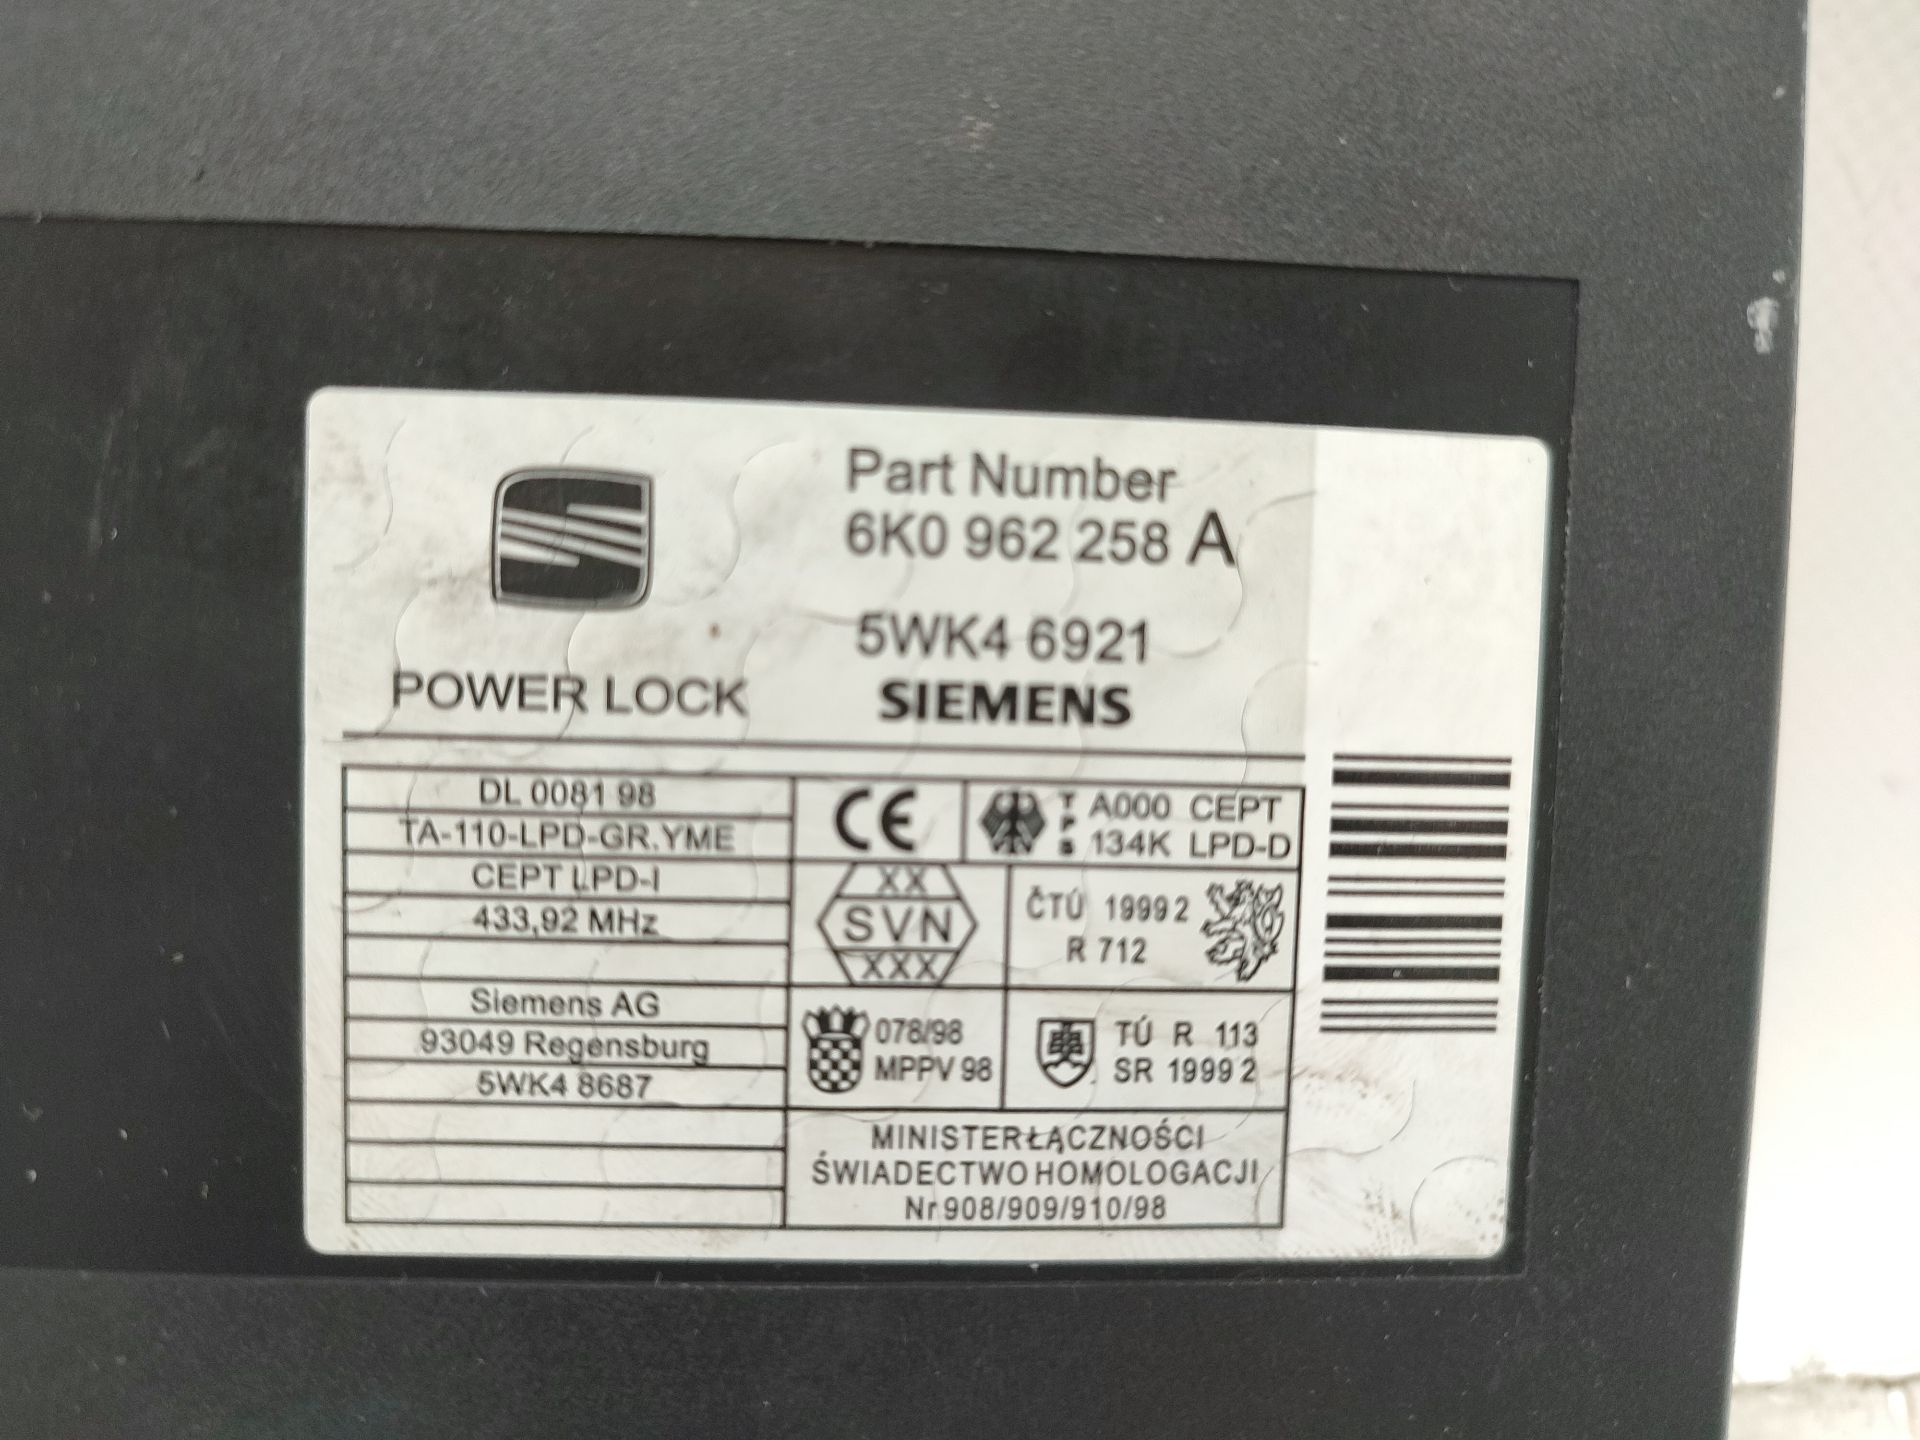 Part Number
6K0 962 258 A
5WK4 6921
POWER LOCK
SIEMENS
DL 0081 98
TA-110-LPD-GR.YME
CEPT LPD-I
433,92 MHz
Siemens AG
93049 Regensburg
5WK4 8687
CE
TPS
A000 CEPT
134K LPD-D
XX
SVN
XXX
ČTÚ 1999 2
R 712
078/98
MPPV 98
TÚ R 113
SR 1999 2
MINISTER ŁĄCZNOŚCI
ŚWIADECTWO HOMOLOGACJI
Nr 908/909/910/98